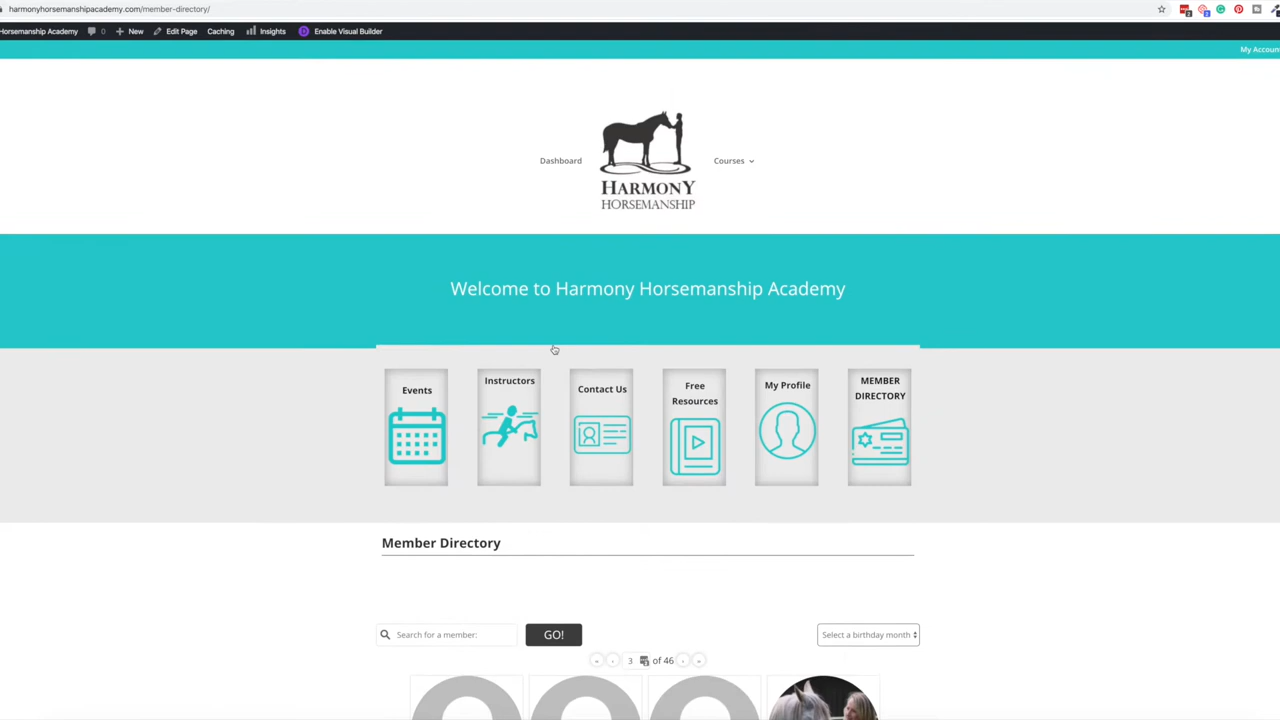 harmonyhorsemanshipacademy.com/member-directory/
Horsemanship Academy 0 New Edit Page Caching Insights Enable Visual Builder
My Accoun
Dashboard
HARMONY
HORSEMANSHIP
Courses
Welcome to Harmony Horsemanship Academy
Events
Instructors
Contact Us
Free
Resources
My Profile
MEMBER
DIRECTORY
Member Directory
Search for a member:
GO!
Select a birthday month
« ‹ 3 of 46 › »